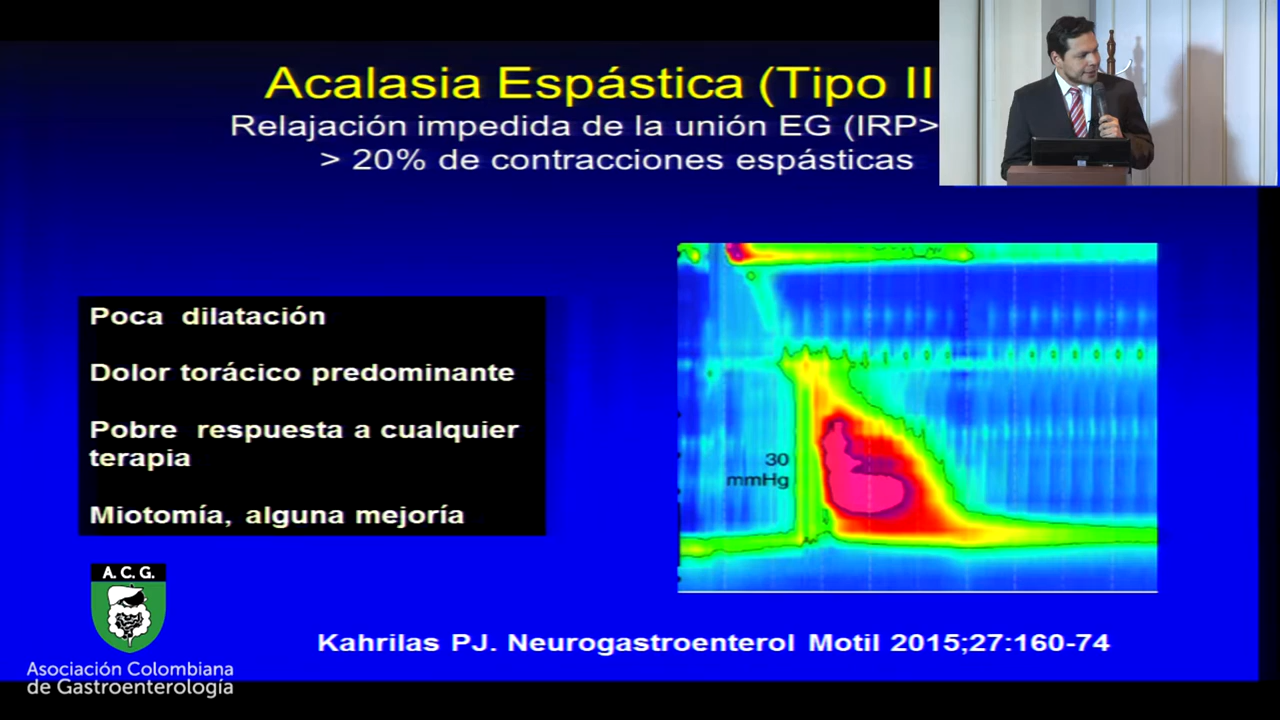 Acalasia Espástica (Tipo II
Relajación impedida de la unión EG (IRP>
> 20% de contracciones espásticas
Poca dilatación
Dolor torácico predominante
Pobre respuesta a cualquier
terapia
Miotomía, alguna mejoría
30
mmHg
A. C. G.
Asociación Colombiana
de Gastroenterología
Kahrilas PJ. Neurogastroenterol Motil 2015;27:160-74